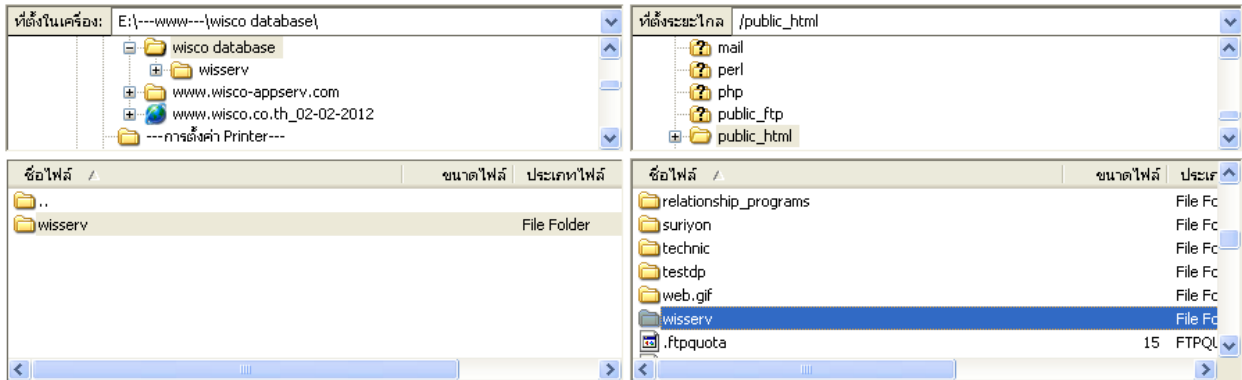 ที่ตั้งในเครื่อง: E:\---www---\wisco database\
wisco database
wisserv
www.wisco-appserv.com
www.wisco.co.th_02-02-2012
---การตั้งค่า Printer---
ชื่อไฟล์ ขนาดไฟล์ ประเภทไฟล์
..
wisserv File Folder
ที่ตั้งระยะไกล /public_html
mail
perl
php
public_ftp
public_html
ชื่อไฟล์ ขนาดไฟล์
relationship_programs File Fo
suriyon File Fo
technic File Fo
testdp File Fo
web.gif File Fo
wisserv File Fo
.ftpquota 15 FTPQU